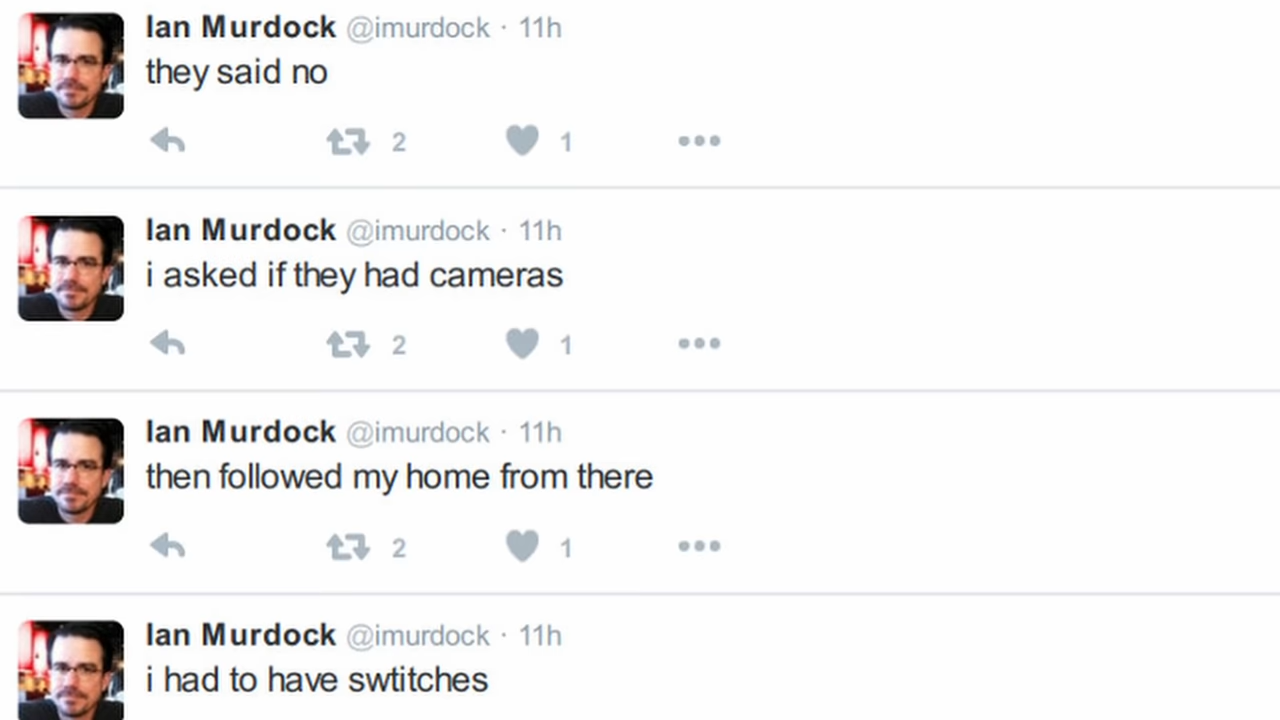 Ian Murdock @imurdock · 11h
they said no
2 1
Ian Murdock @imurdock · 11h
i asked if they had cameras
2 1
Ian Murdock @imurdock · 11h
then followed my home from there
2 1
Ian Murdock @imurdock · 11h
i had to have swtitches